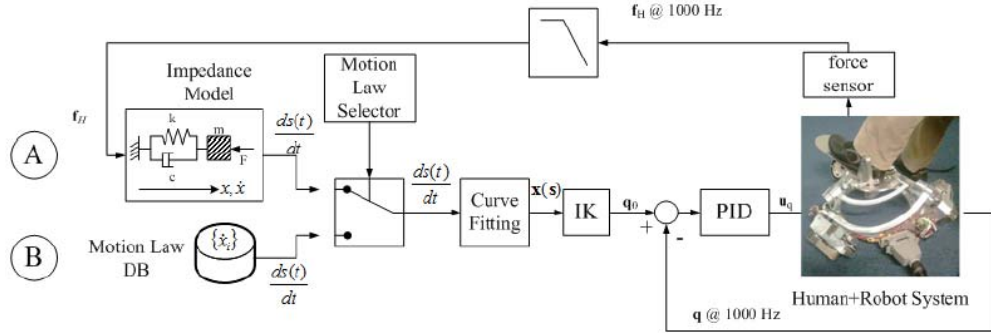 f_H @ 1000 Hz
force
sensor
Impedance
Model
Motion
Law
Selector
f_H
k
m
F
c
x, ẋ
ds(t)
dt
A
ds(t)
dt
Curve
Fitting
x(s)
IK
q_0
+
-
PID
u_q
B
Motion Law
DB
{ẋ_i}
ds(t)
dt
Human+Robot System
q @ 1000 Hz